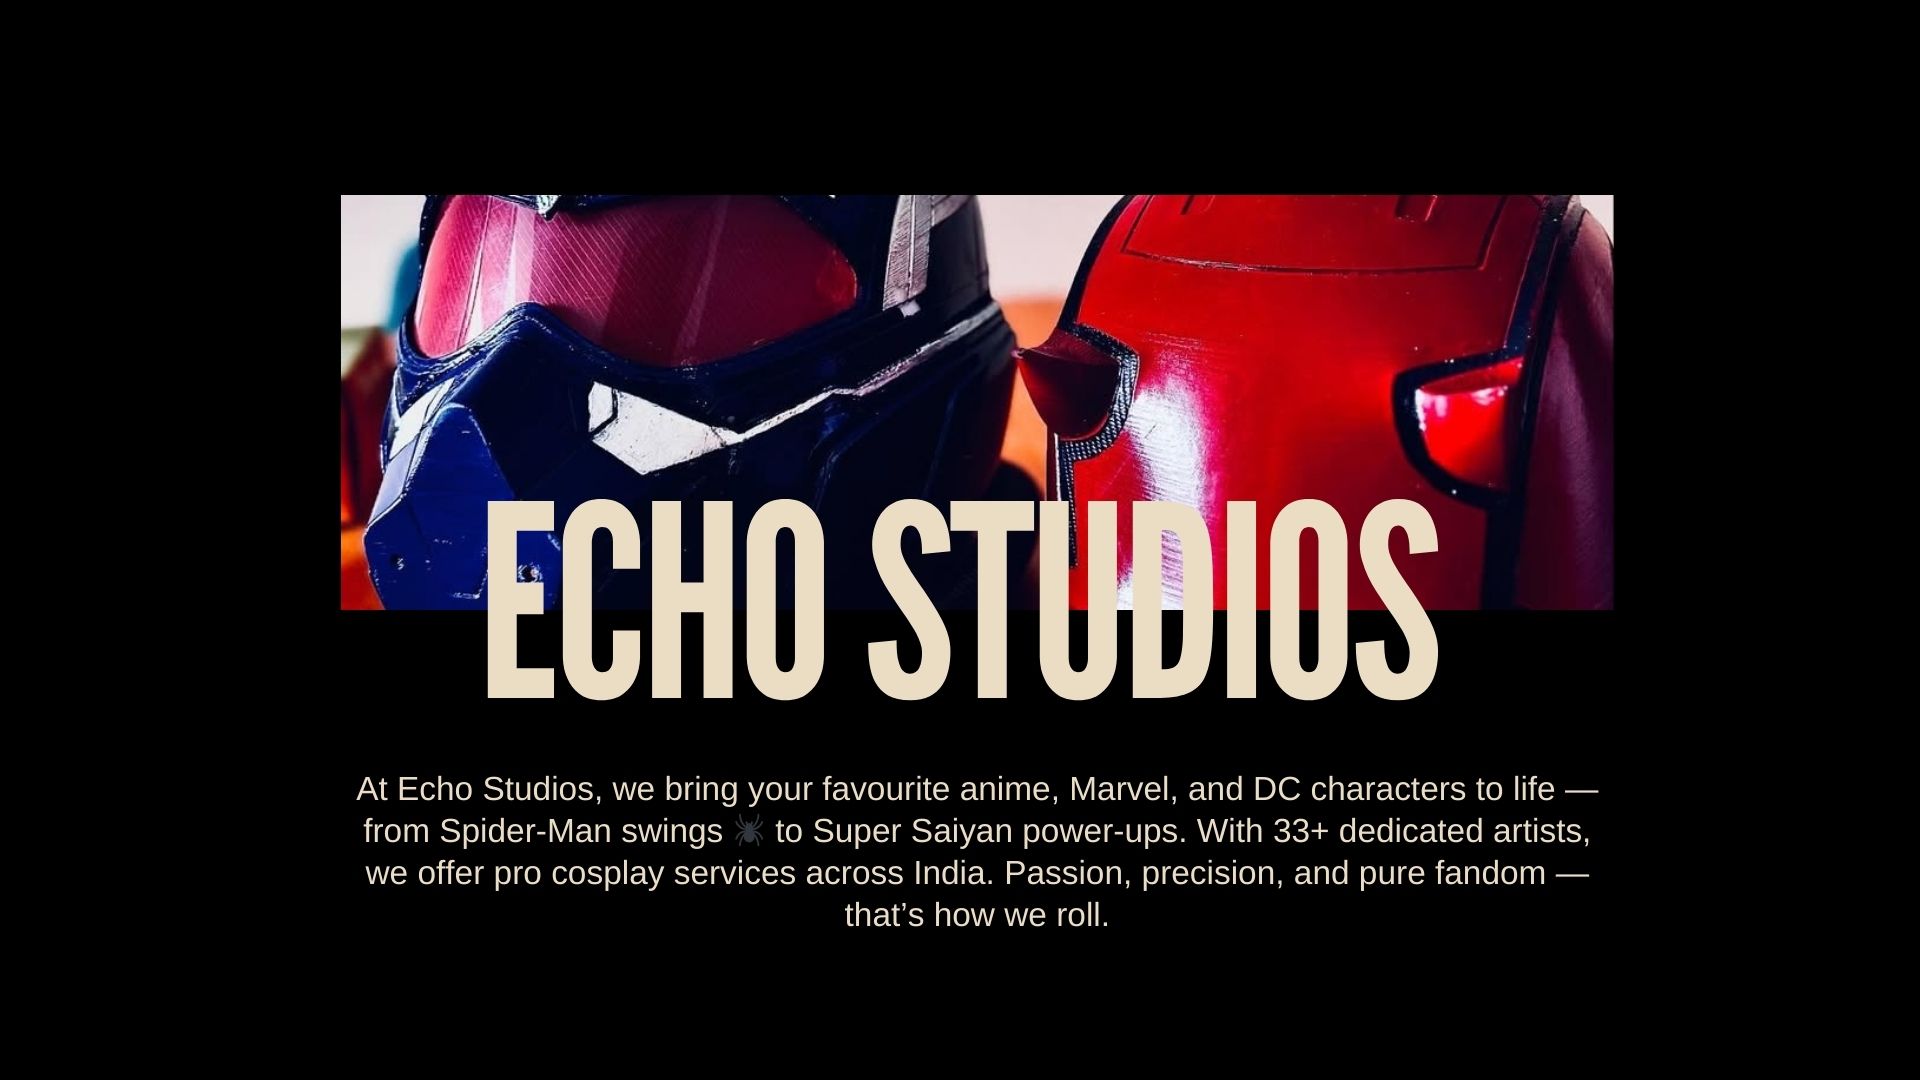 ECHO STUDIOS
At Echo Studios, we bring your favourite anime, Marvel, and DC characters to life —
from Spider-Man swings 🕷 to Super Saiyan power-ups. With 33+ dedicated artists,
we offer pro cosplay services across India. Passion, precision, and pure fandom —
that’s how we roll.